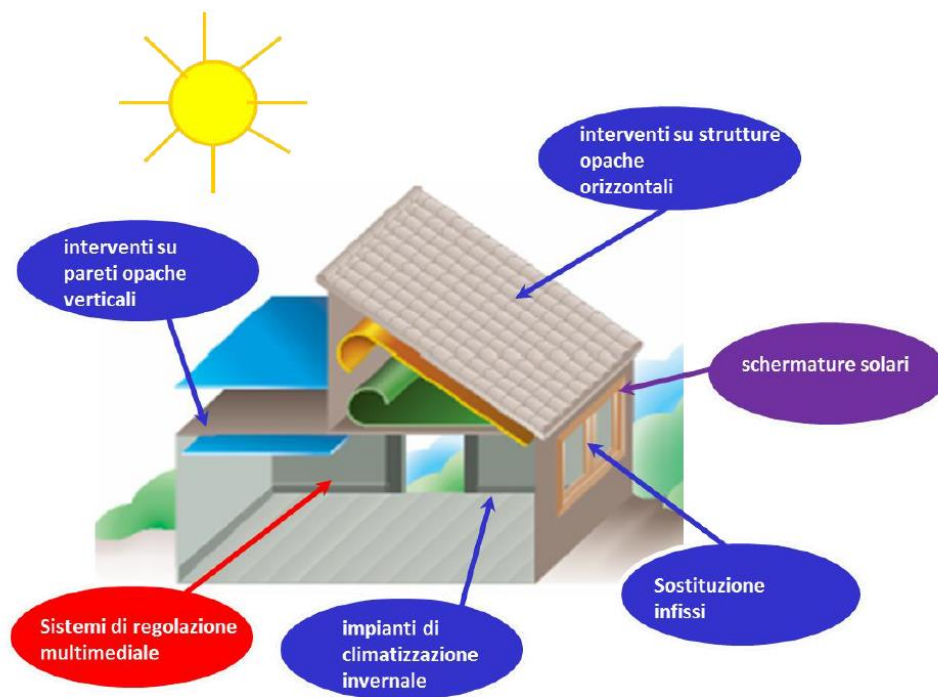 interventi su strutture
opache
orizzontali
interventi su
pareti opache
verticali
schermature solari
Sostituzione
infissi
Sistemi di regolazione
multimediale
impianti di
climatizzazione
invernale